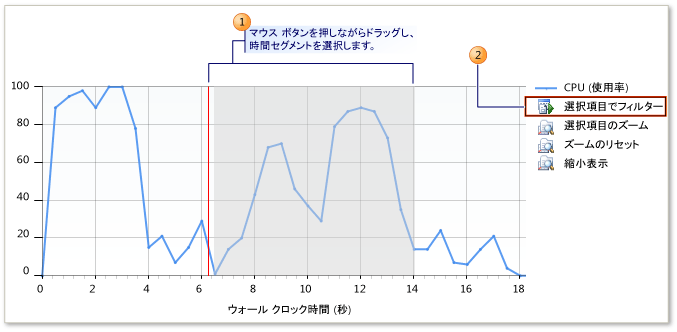 1
マウス ボタンを押しながらドラッグし、
時間セグメントを選択します。
2
CPU (使用率)
選択項目でフィルター
選択項目のズーム
ズームのリセット
縮小表示
100
80
60
40
20
0
0 2 4 6 8 10 12 14 16 18
ウォール クロック時間 (秒)